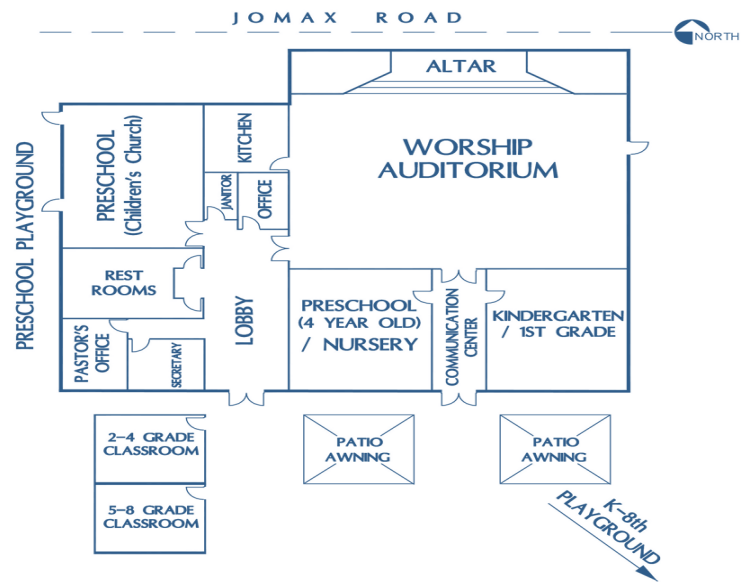 JOMAX ROAD
NORTH
ALTAR
WORSHIP
AUDITORIUM
KITCHEN
PRESCHOOL
(Children's Church)
PRESCHOOL PLAYGROUND
JANITOR
OFFICE
REST
ROOMS
LOBBY
PRESCHOOL
(4 YEAR OLD)
/ NURSERY
COMMUNICATION
CENTER
KINDERGARTEN
/ 1ST GRADE
PASTOR'S
OFFICE
SECRETARY
2-4 GRADE
CLASSROOM
PATIO
AWNING
PATIO
AWNING
5-8 GRADE
CLASSROOM
K-8th
PLAYGROUND